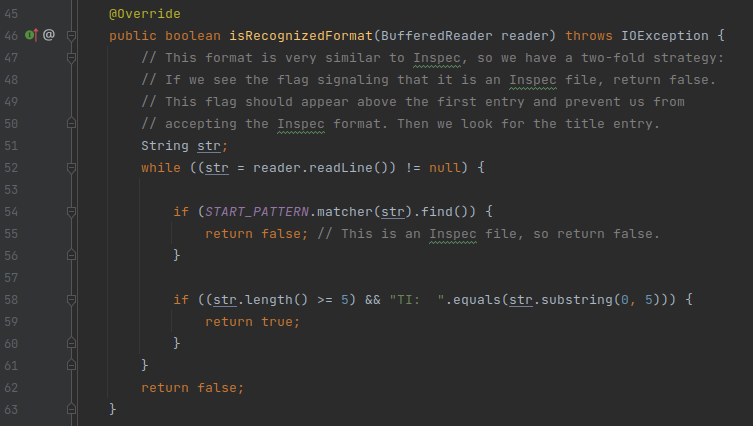 45 @Override
46 @ public boolean isRecognizedFormat(BufferedReader reader) throws IOException {
47 // This format is very similar to Inspec, so we have a two-fold strategy:
48 // If we see the flag signaling that it is an Inspec file, return false.
49 // This flag should appear above the first entry and prevent us from
50 // accepting the Inspec format. Then we look for the title entry.
51 String str;
52 while ((str = reader.readLine()) != null) {
53
54 if (START_PATTERN.matcher(str).find()) {
55 return false; // This is an Inspec file, so return false.
56 }
57
58 if ((str.length() >= 5) && "TI:  ".equals(str.substring(0, 5))) {
59 return true;
60 }
61 }
62 return false;
63 }